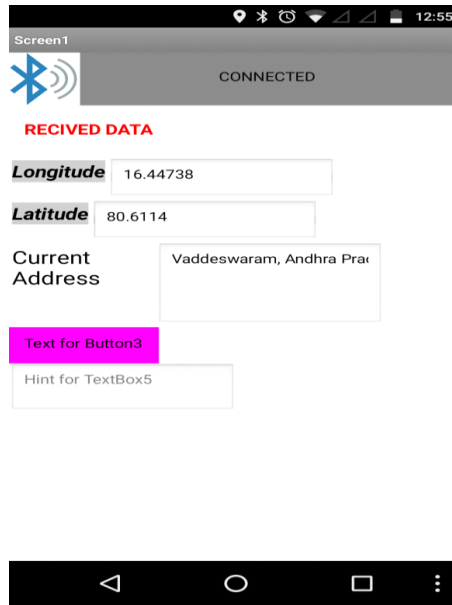 12:55
Screen1
CONNECTED
RECIVED DATA
Longitude 16.44738
Latitude 80.6114
Current Address
Vaddeswaram, Andhra Pra
Text for Button3
Hint for TextBox5